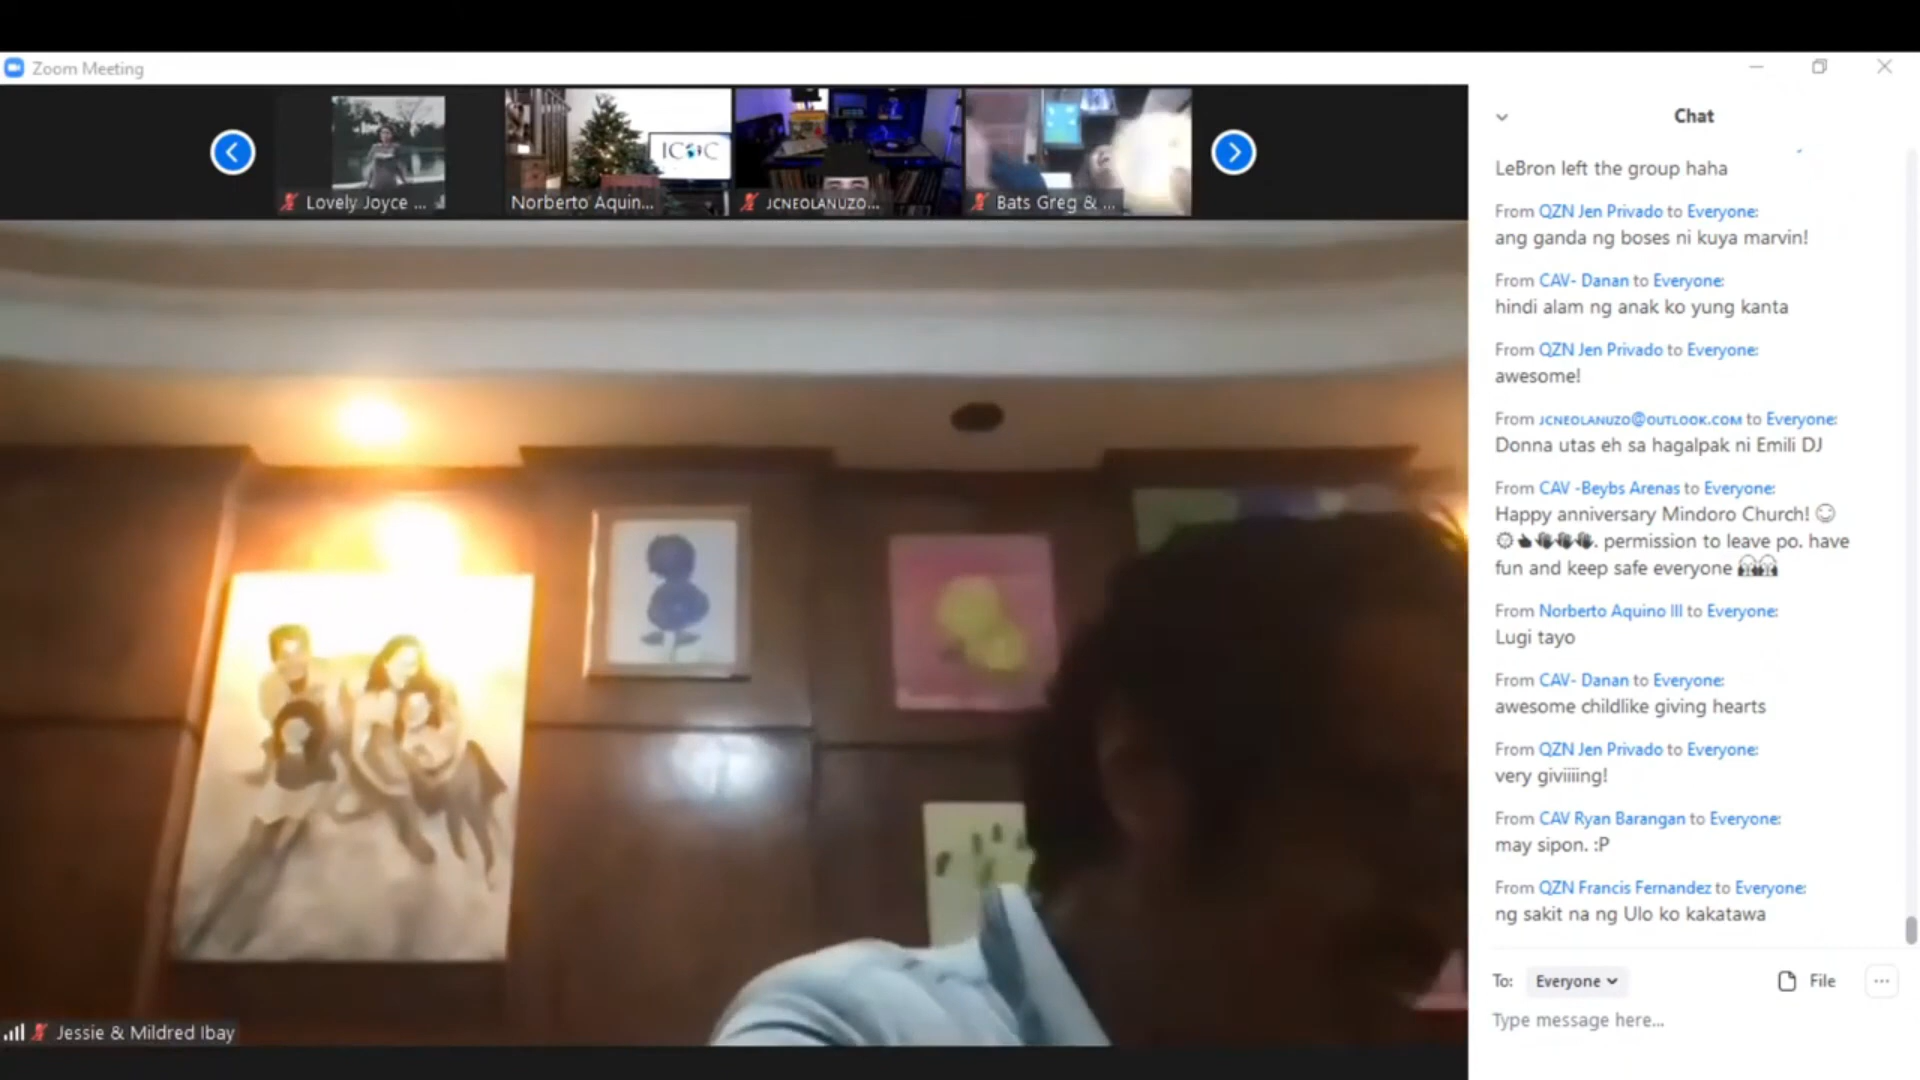 Zoom Meeting
Lovely Joyce ...
Norberto Aquin...
ICOC
JCNEOLANUZO...
Bats Greg & ...
Jessie & Mildred Ibay
Chat
LeBron left the group haha
From QZN Jen Privado to Everyone:
ang ganda ng boses ni kuya marvin!
From CAV- Danan to Everyone:
hindi alam ng anak ko yung kanta
From QZN Jen Privado to Everyone:
awesome!
From JCNEOLANUZO@OUTLOOK.COM to Everyone:
Donna utas eh sa hagalpak ni Emili DJ
From CAV -Beybs Arenas to Everyone:
Happy anniversary Mindoro Church! 
. permission to leave po. have
fun and keep safe everyone
From Norberto Aquino III to Everyone:
Lugi tayo
From CAV- Danan to Everyone:
awesome childlike giving hearts
From QZN Jen Privado to Everyone:
very giviiiing!
From CAV Ryan Barangan to Everyone:
may sipon. :P
From QZN Francis Fernandez to Everyone:
ng sakit na ng Ulo ko kakatawa
To: Everyone File ...
Type message here...